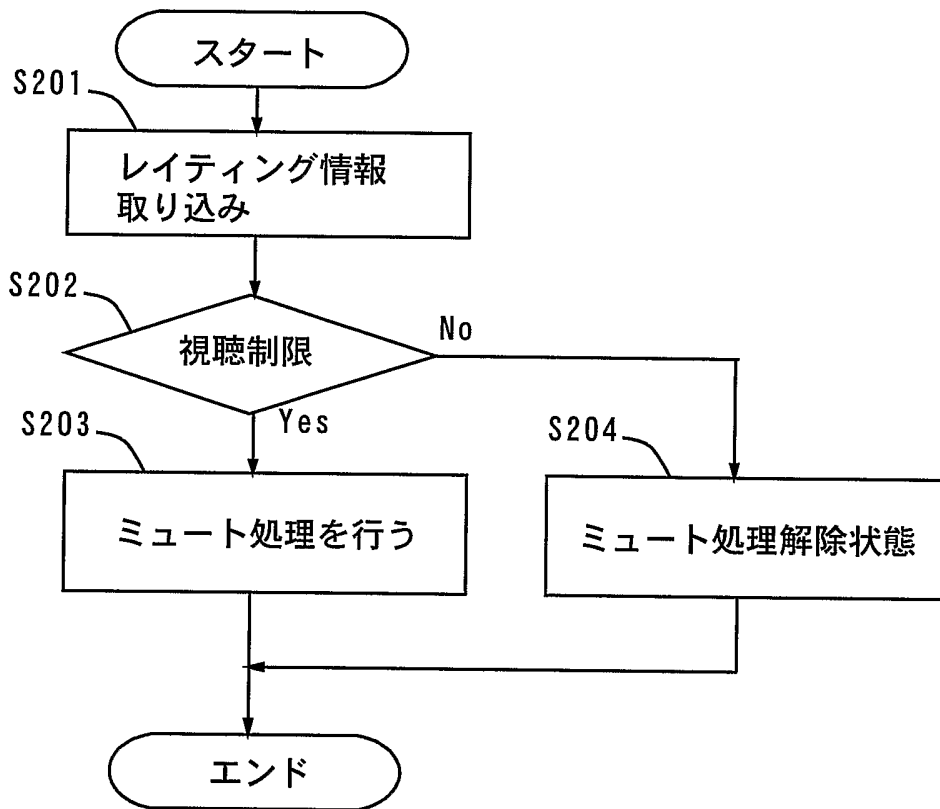 スタート
S201
レイティング情報
取り込み
S202
視聴制限
No
Yes
S203
ミュート処理を行う
S204
ミュート処理解除状態
エンド